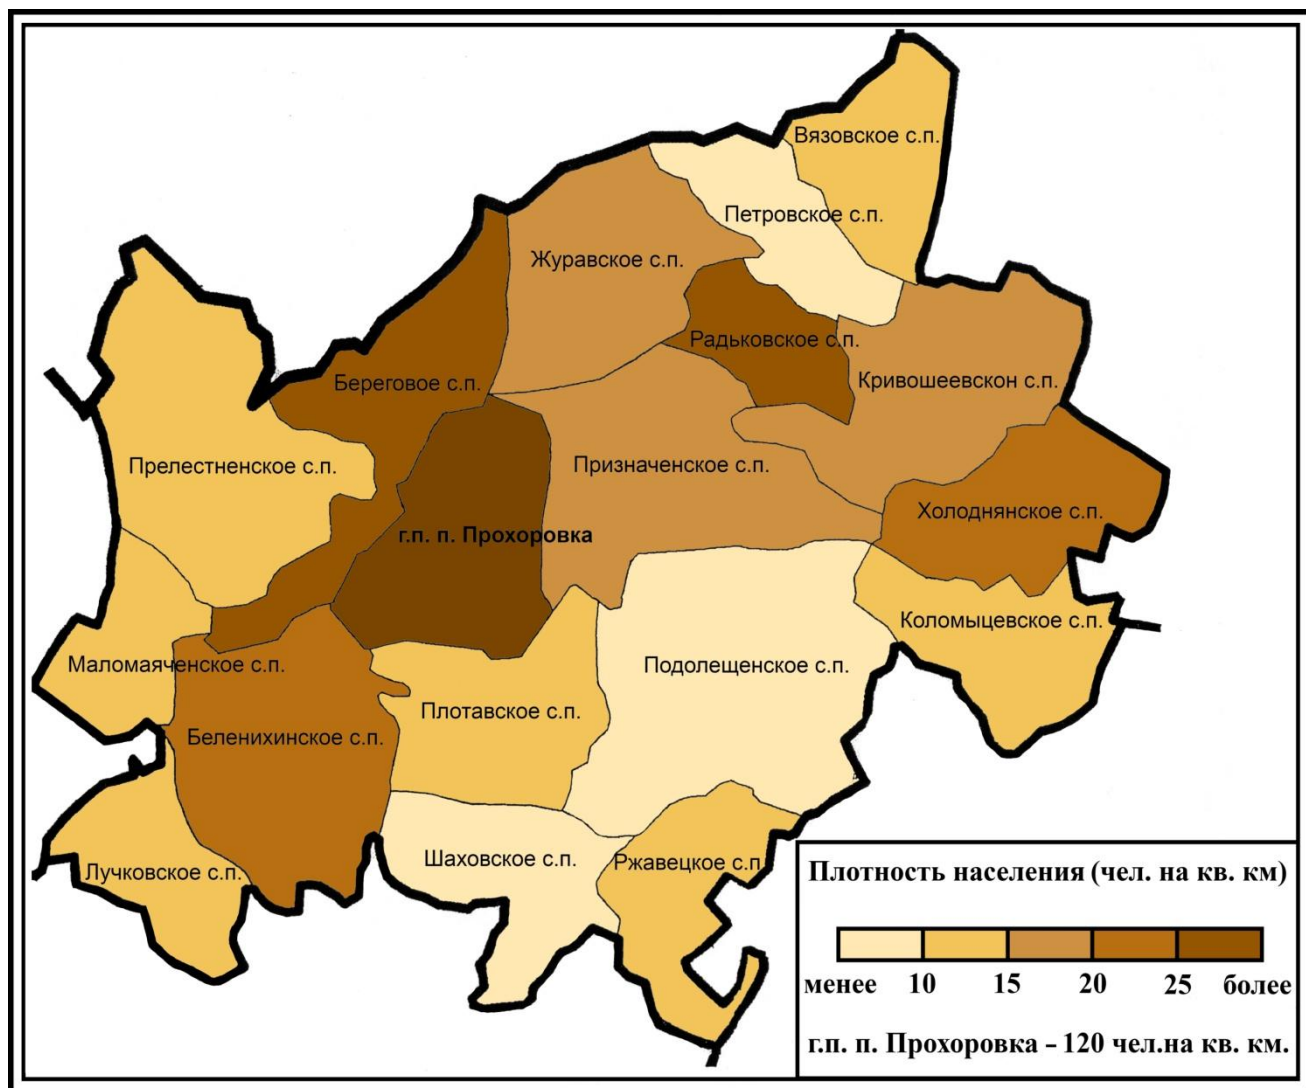 Вязовское с.п.
Петровское с.п.
Журавское с.п.
Радьковское с.п.
Береговое с.п.
Кривошеевскон с.п.
Прелестненское с.п.
Призначенское с.п.
Холоднянское с.п.
г.п. п. Прохоровка
Коломыцевское с.п.
Маломаяченское с.п.
Подолещенское с.п.
Плотавское с.п.
Беленихинское с.п.
Шаховское с.п.
Ржавецкое с.п.
Лучковское с.п.
Плотность населения (чел. на кв. км)
менее 10 15 20 25 более
г.п. п. Прохоровка – 120 чел.на кв. км.